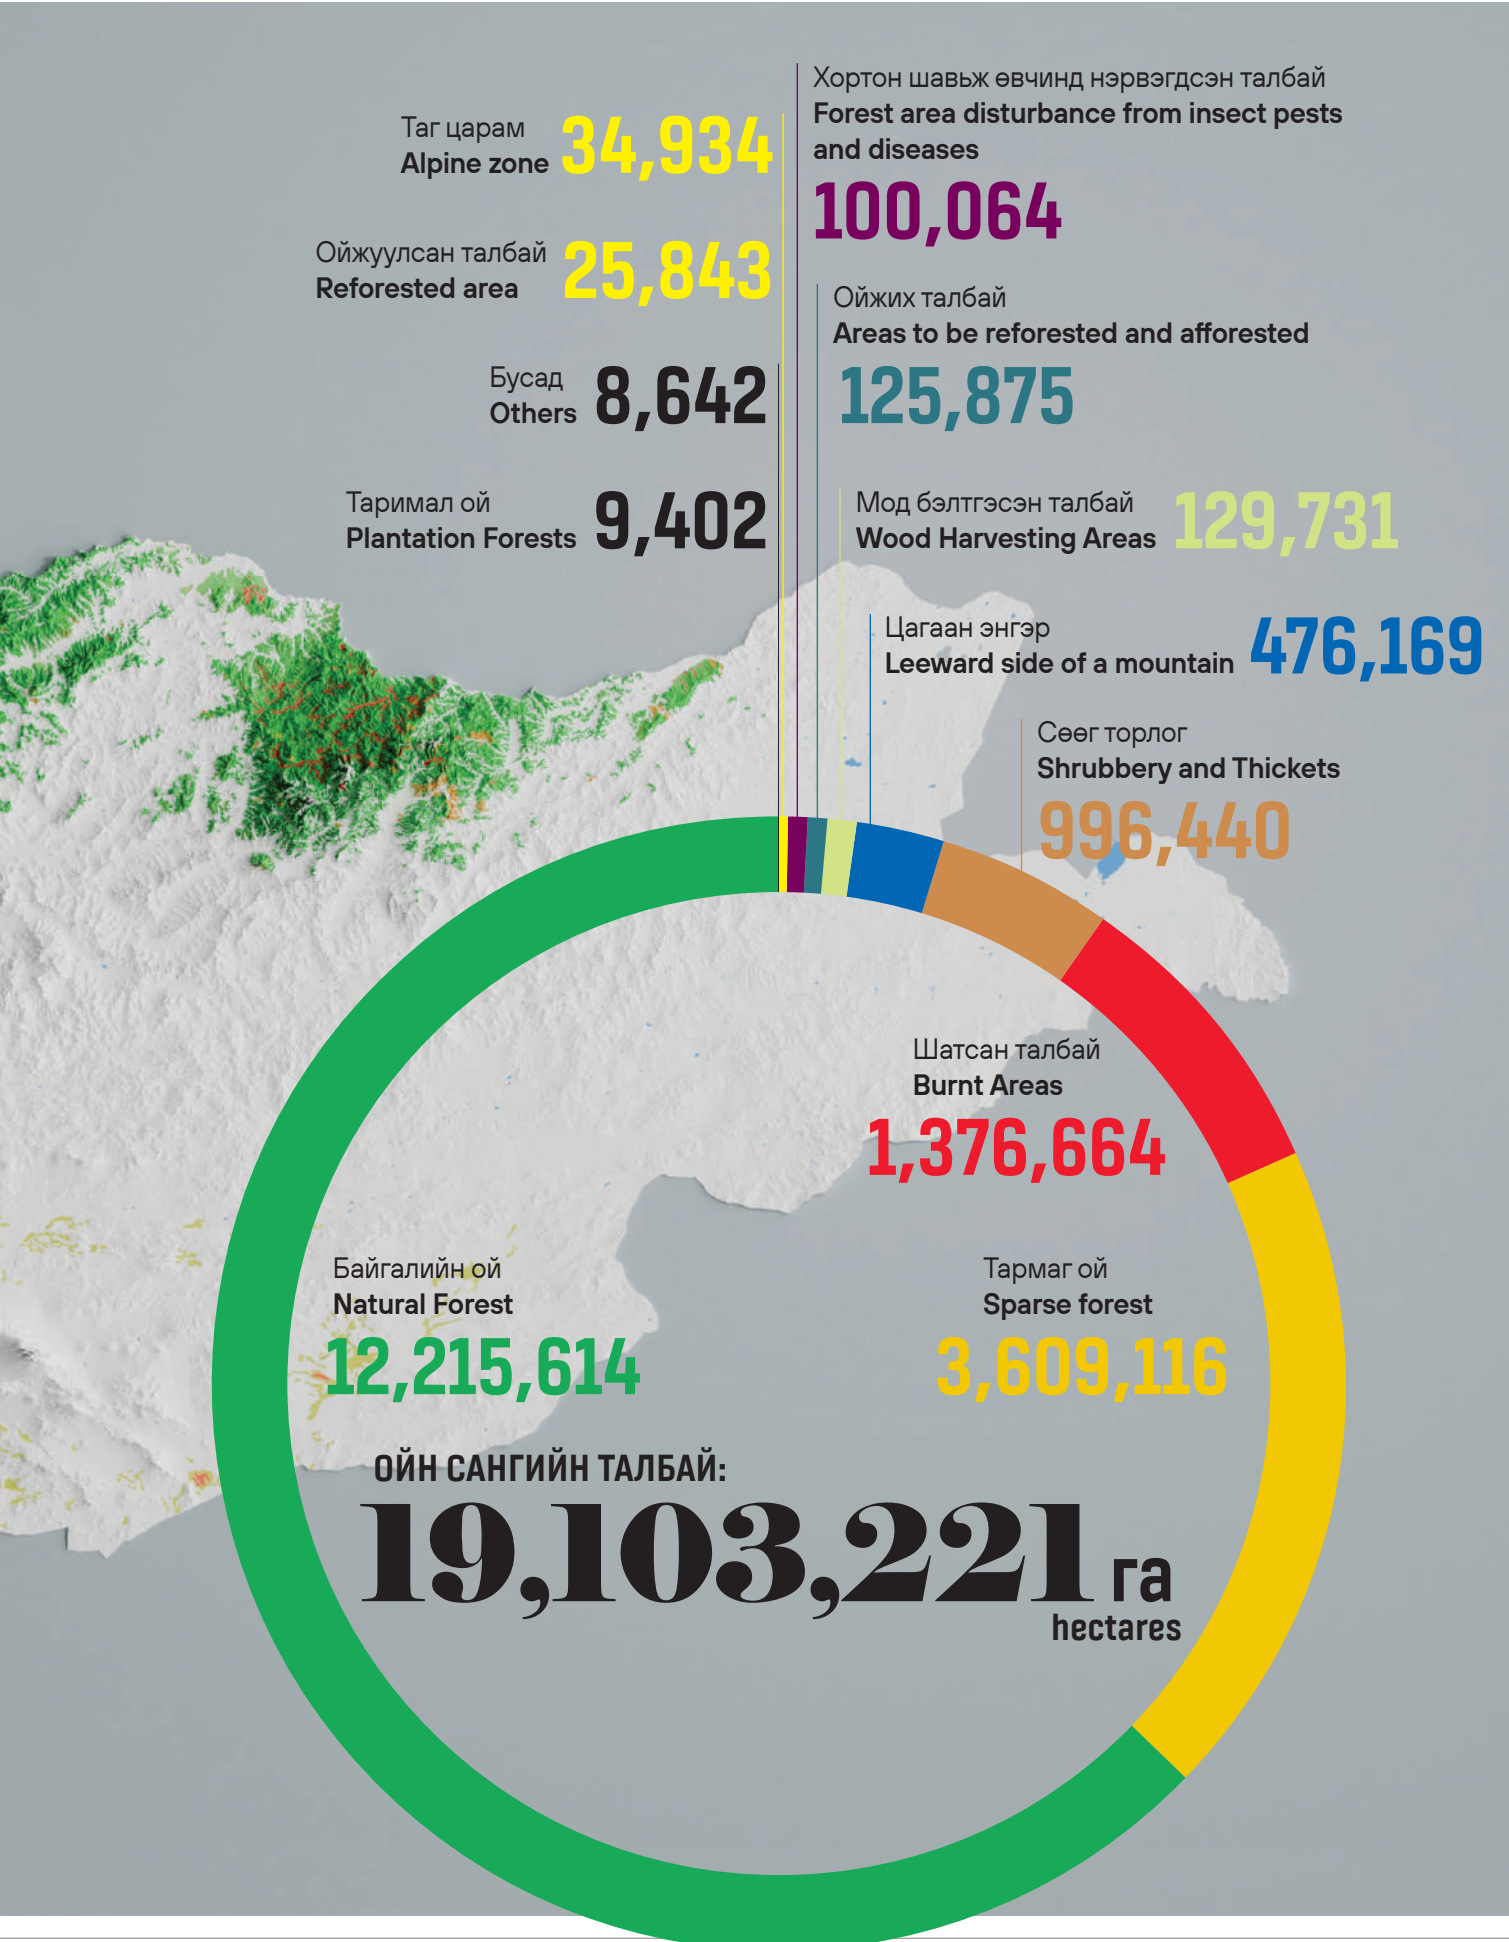 Таг царам
Alpine zone
34,934
Ойжуулсан талбай
Reforested area
25,843
Бусад
Others
8,642
Таримал ой
Plantation Forests
9,402
Хортон шавьж өвчинд нэрвэгдсэн талбай
Forest area disturbance from insect pests
and diseases
100,064
Ойжих талбай
Areas to be reforested and afforested
125,875
Мод бэлтгэсэн талбай
Wood Harvesting Areas
129,731
Цагаан энгэр
Leeward side of a mountain
476,169
Сөөг торлог
Shrubbery and Thickets
996,440
Шатсан талбай
Burnt Areas
1,376,664
Байгалийн ой
Natural Forest
12,215,614
Тармаг ой
Sparse forest
3,609,116
ОЙН САНГИЙН ТАЛБАЙ:
19,103,221 га
hectares